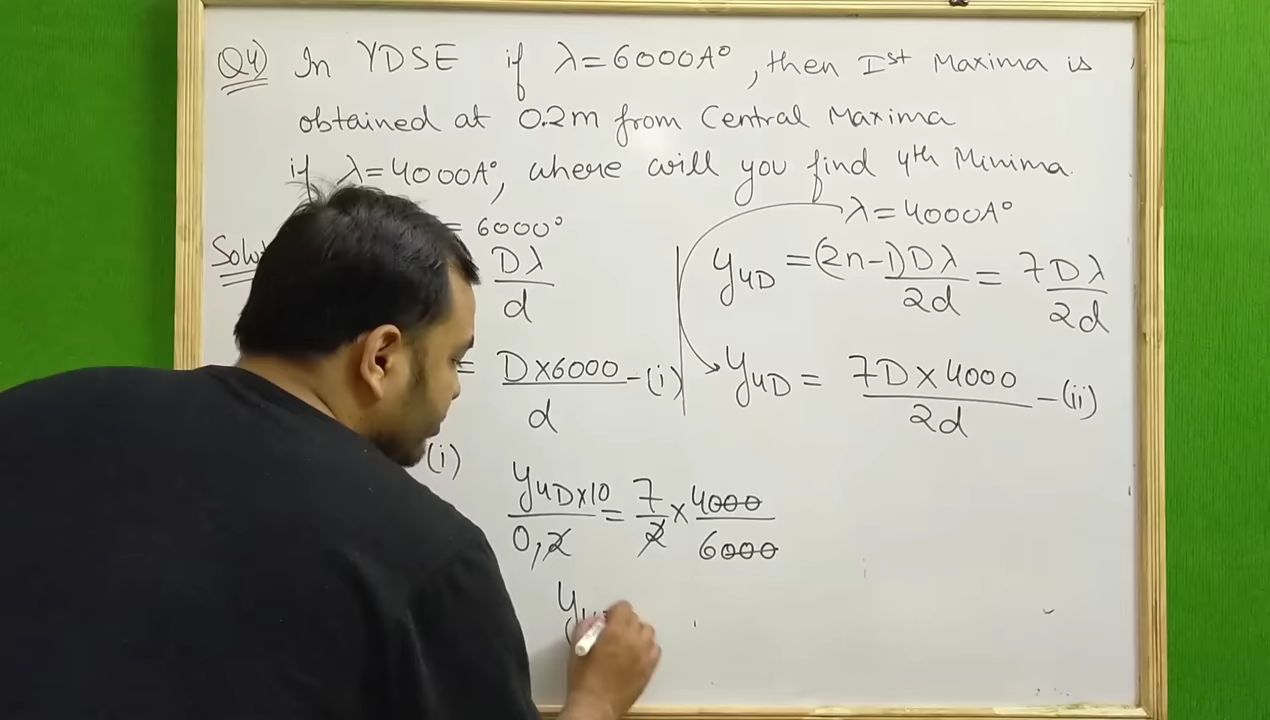 Q4) In YDSE if λ=6000A°, then Ist Maxima is
obtained at 0.2m from Central Maxima
if λ=4000A°, where will you find 4th Minima.
= 6000°
λ=4000A°
Dλ/d
y4D = (2n-1)Dλ/2d = 7Dλ/2d
= D×6000/d -(i)
y4D = 7D×4000/2d -(ii)
(i)
y4D×10/0,2 = 7/2 × 4000/6000